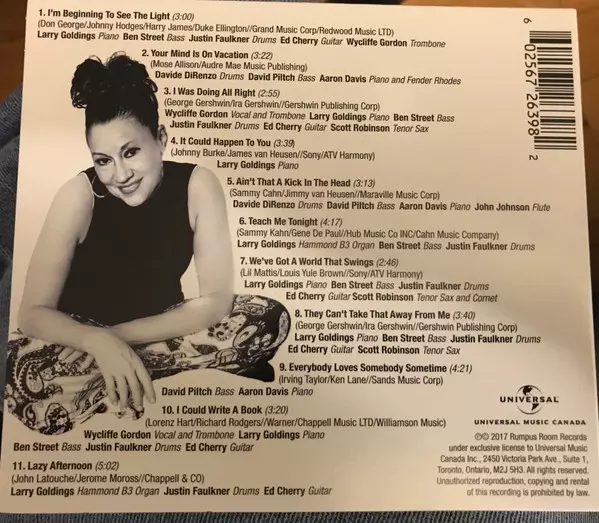 1. I'm Beginning To See The Light (3:00)
(Don George/Johnny Hodges/Harry James/Duke Ellington//Grand Music Corp/Redwood Music LTD)
Larry Goldings Piano Ben Street Bass Justin Faulkner Drums Ed Cherry Guitar Wycliffe Gordon Trombone
2. Your Mind Is On Vacation (3:22)
(Mose Allison/Audre Mae Music Publishing)
Davide DiRenzo Drums David Piltch Bass Aaron Davis Piano and Fender Rhodes
3. I Was Doing All Right (2:55)
(George Gershwin/Ira Gershwin//Gershwin Publishing Corp)
Wycliffe Gordon Vocal and Trombone Larry Goldings Piano Ben Street Bass
Justin Faulkner Drums Ed Cherry Guitar Scott Robinson Tenor Sax
4. It Could Happen To You (3:39)
(Johnny Burke/James van Heusen//Sony/ATV Harmony)
Larry Goldings Piano
5. Ain't That A Kick In The Head (3:13)
(Sammy Cahn/Jimmy van Heusen//Maraville Music Corp)
Davide DiRenzo Drums David Piltch Bass Aaron Davis Piano John Johnson Flute
6. Teach Me Tonight (4:17)
(Sammy Kahn/Gene De Paul//Hub Music Co INC/Cahn Music Company)
Larry Goldings Hammond B3 Organ Ben Street Bass Justin Faulkner Drums
7. We've Got A World That Swings (2:46)
(Lil Mattis/Louis Yule Brown//Sony/ATV Harmony)
Larry Goldings Piano Ben Street Bass Justin Faulkner Drums
Ed Cherry Guitar Scott Robinson Tenor Sax and Cornet
8. They Can't Take That Away From Me (3:40)
(George Gershwin/Ira Gershwin//Gershwin Publishing Corp)
Larry Goldings Piano Ben Street Bass Justin Faulkner Drums
Ed Cherry Guitar Scott Robinson Tenor Sax
9. Everybody Loves Somebody Sometime (4:21)
(Irving Taylor/Ken Lane//Sands Music Corp)
David Piltch Bass Aaron Davis Piano
10. I Could Write A Book (3:20)
(Lorenz Hart/Richard Rodgers//Warner/Chappell Music LTD/Williamson Music)
Wycliffe Gordon Vocal and Trombone Larry Goldings Piano
Ben Street Bass Justin Faulkner Drums Ed Cherry Guitar
11. Lazy Afternoon (5:02)
(John Latouche/Jerome Moross//Chappell & CO)
Larry Goldings Hammond B3 Organ Justin Faulkner Drums Ed Cherry Guitar
6 02567 26398 2
UNIVERSAL
UNIVERSAL MUSIC CANADA
℗© 2017 Rumpus Room Records
under exclusive license to Universal Music
Canada Inc., 2450 Victoria Park Ave., Suite 1,
Toronto, Ontario, M2J 5H3. All rights reserved.
Unauthorized reproduction, copying and rental
of this recording is prohibited by law.